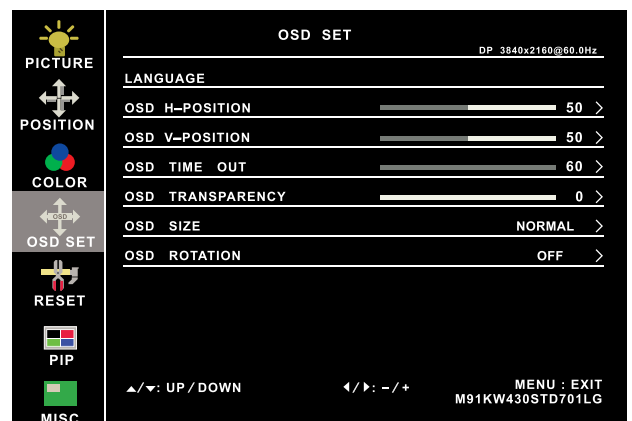 PICTURE
POSITION
COLOR
OSD
OSD SET
RESET
PIP
MISC
OSD SET
DP 3840x2160@60.0Hz
LANGUAGE
OSD H–POSITION 50 >
OSD V–POSITION 50 >
OSD TIME OUT 60 >
OSD TRANSPARENCY 0 >
OSD SIZE NORMAL >
OSD ROTATION OFF >
▲/▼: UP / DOWN ◀/▶: – / + MENU : EXIT
M91KW430STD701LG